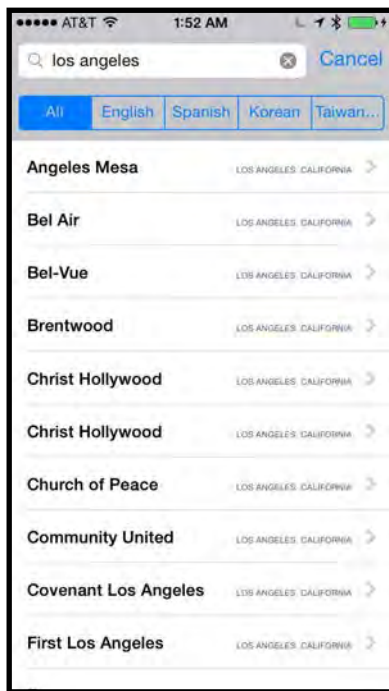 AT&T 1:52 AM
los angeles Cancel
All English Spanish Korean Taiwan...
Angeles Mesa LOS ANGELES, CALIFORNIA
Bel Air LOS ANGELES, CALIFORNIA
Bel-Vue LOS ANGELES, CALIFORNIA
Brentwood LOS ANGELES, CALIFORNIA
Christ Hollywood LOS ANGELES, CALIFORNIA
Christ Hollywood LOS ANGELES, CALIFORNIA
Church of Peace LOS ANGELES, CALIFORNIA
Community United LOS ANGELES, CALIFORNIA
Covenant Los Angeles LOS ANGELES, CALIFORNIA
First Los Angeles LOS ANGELES, CALIFORNIA